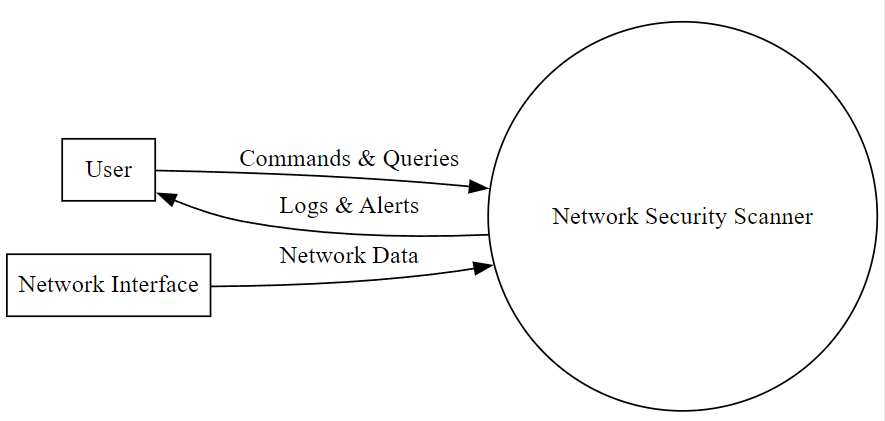 User
Commands & Queries
Logs & Alerts
Network Data
Network Interface
Network Security Scanner